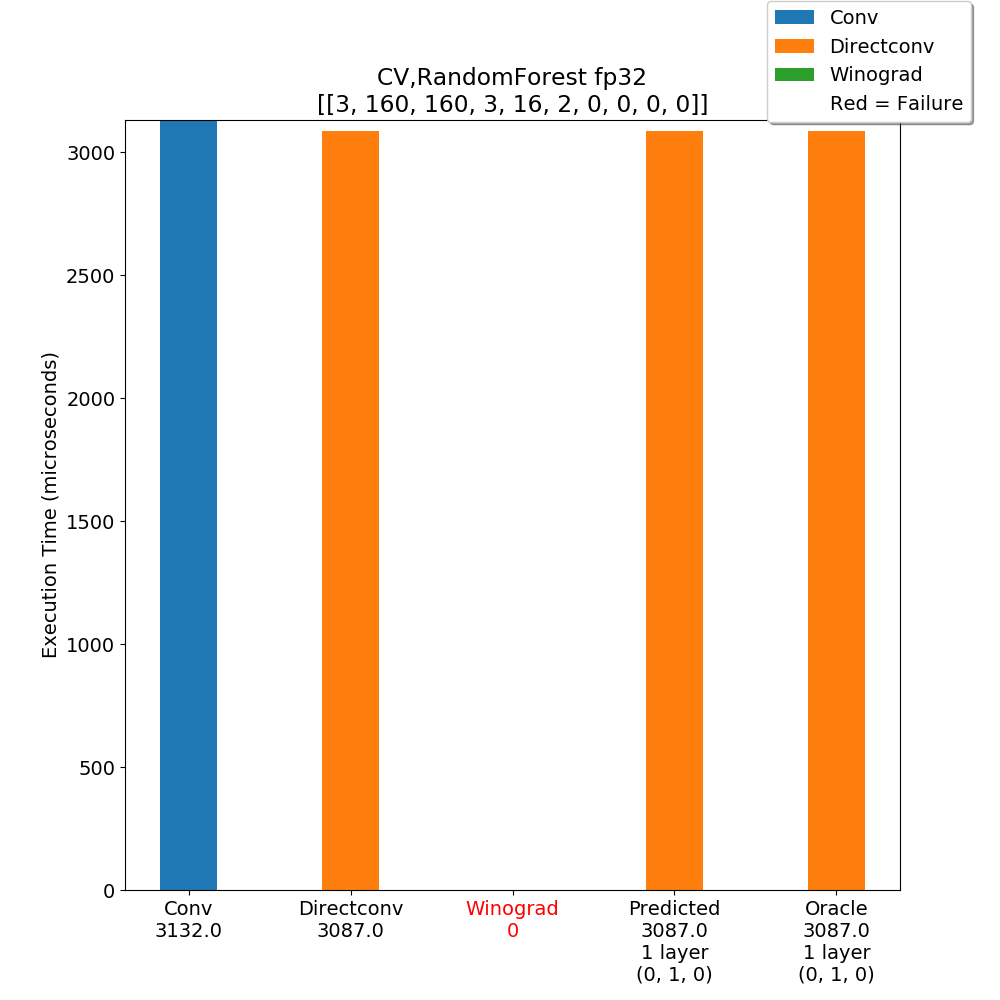 Conv
Directconv
Winograd
Red = Failure
CV,RandomForest fp32
[[3, 160, 160, 3, 16, 2, 0, 0, 0, 0]]
Execution Time (microseconds)
3000
2500
2000
1500
1000
500
0
Conv
3132.0
Directconv
3087.0
Winograd
0
Predicted
3087.0
1 layer
(0, 1, 0)
Oracle
3087.0
1 layer
(0, 1, 0)